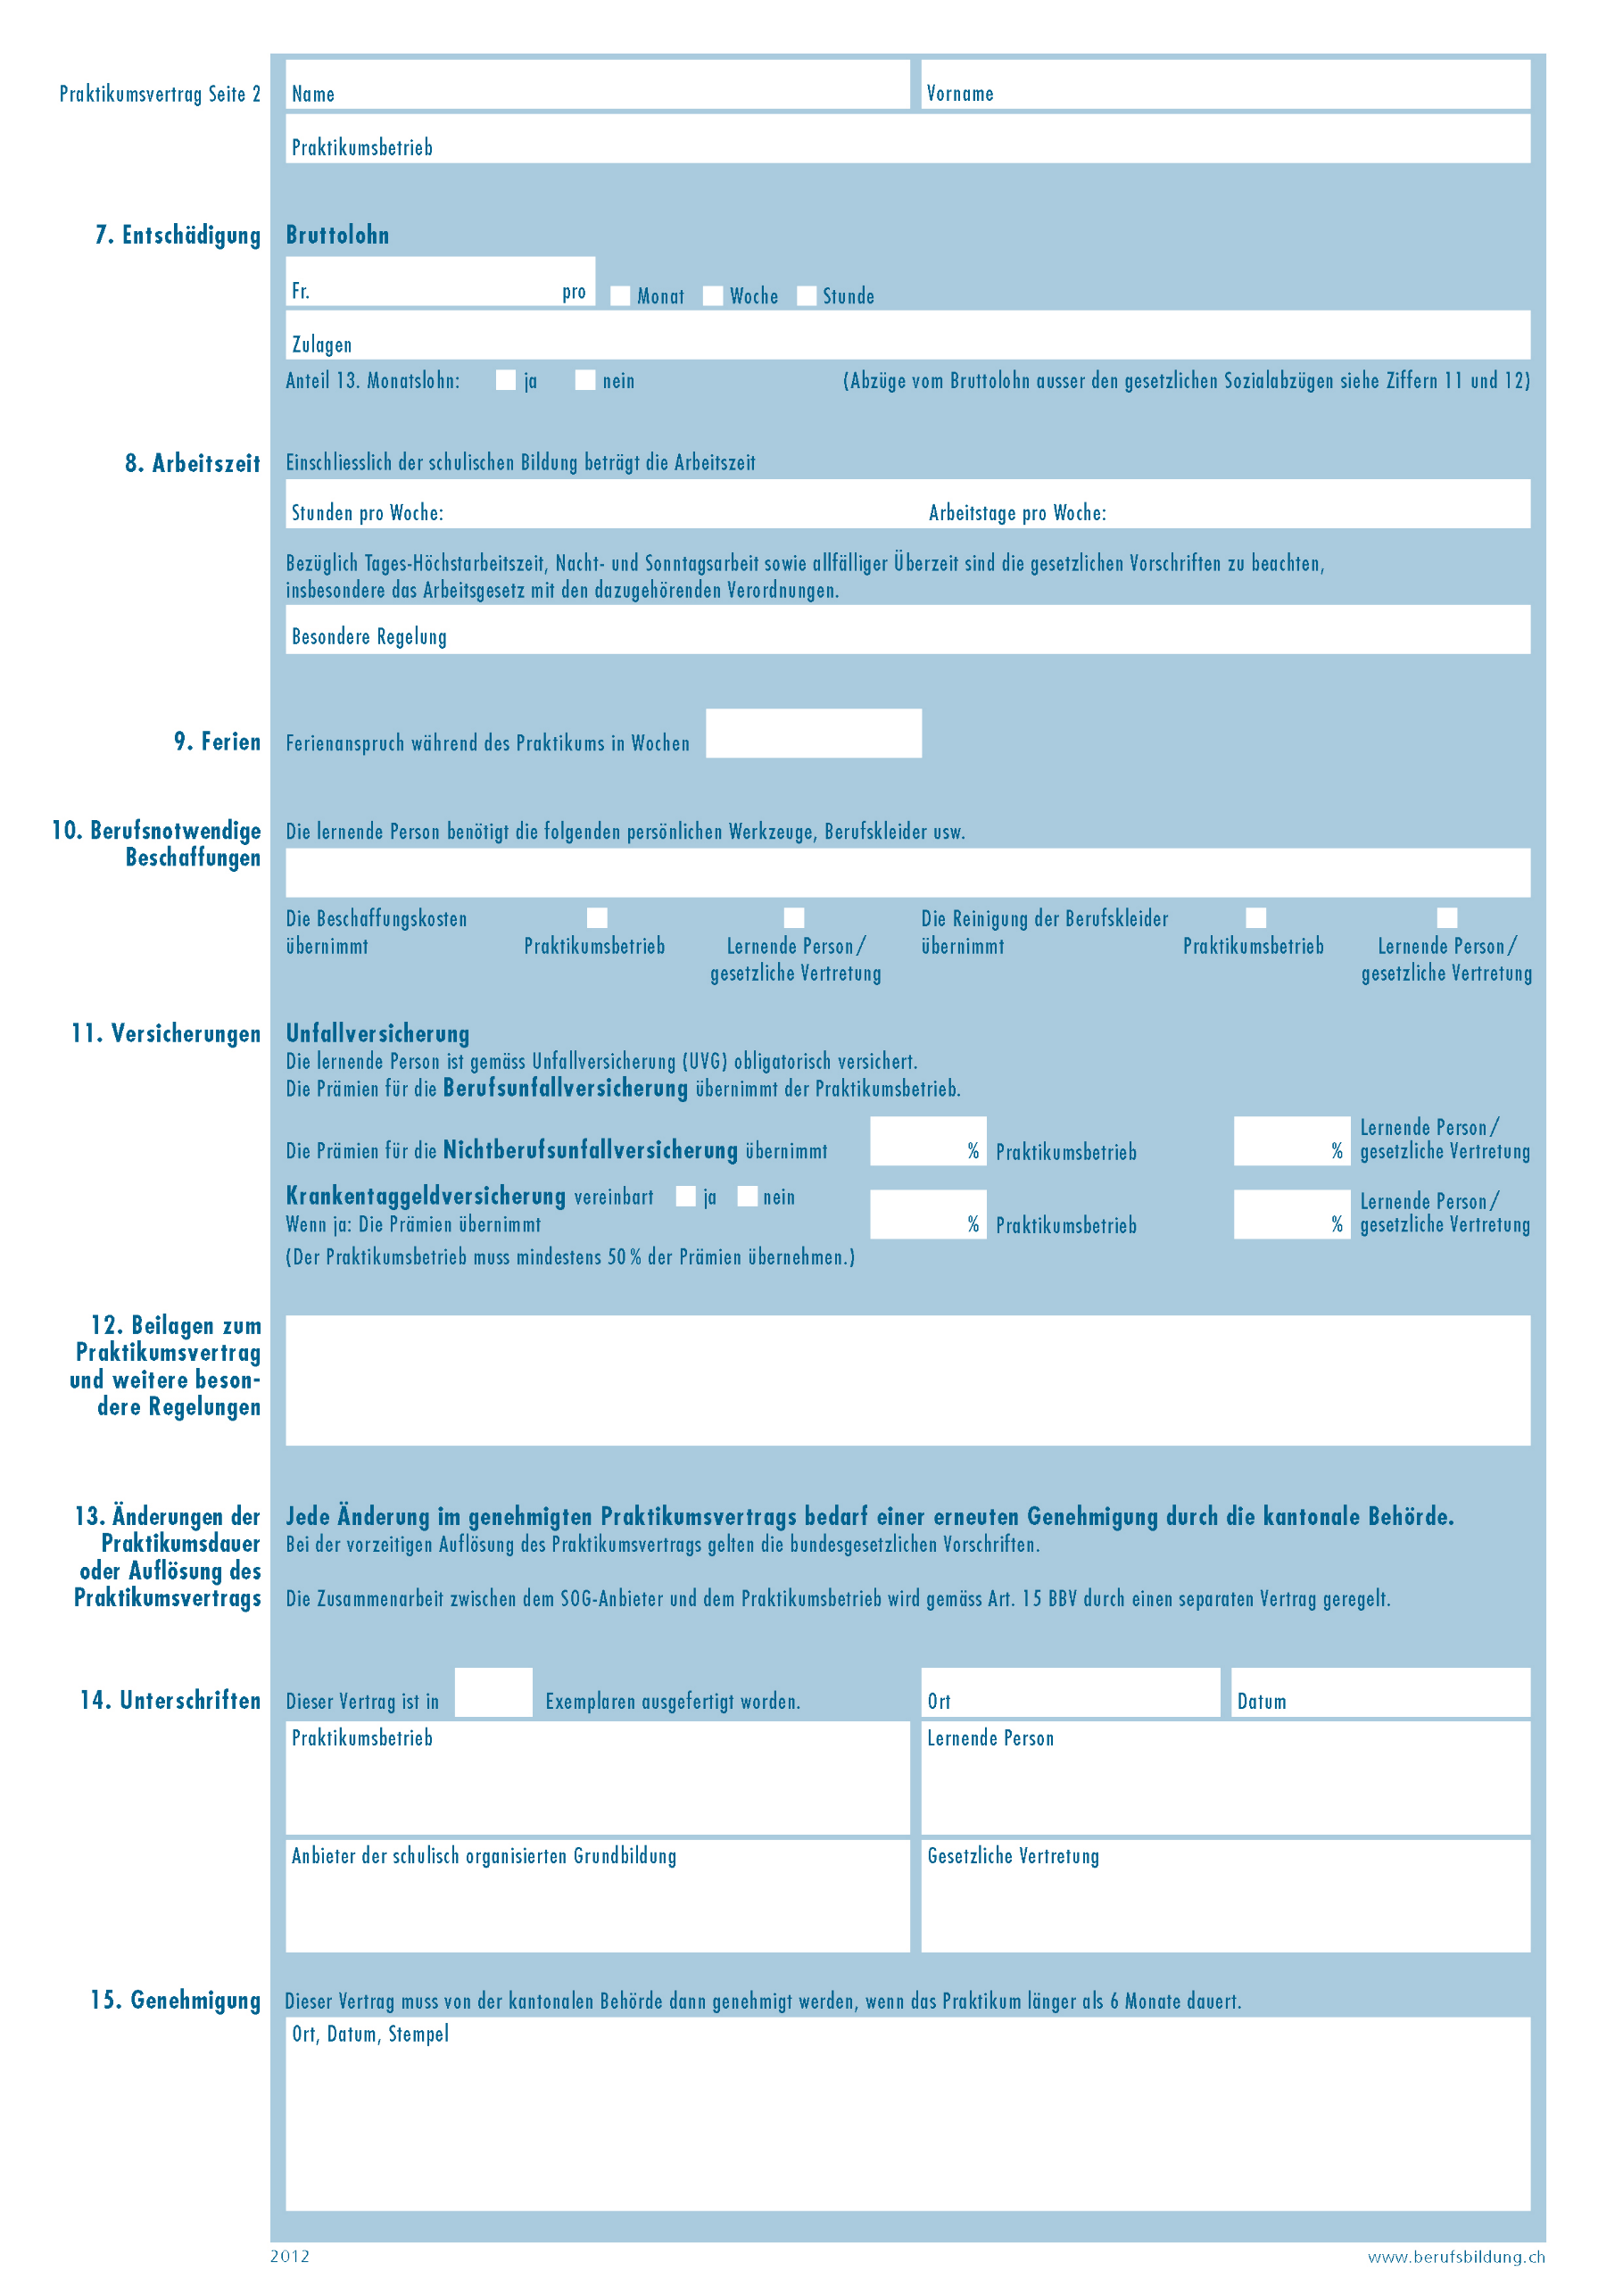 Praktikumsvertrag Seite 2
Name
Vorname
Praktikumsbetrieb
7. Entschädigung
Bruttolohn
Fr. pro
Monat Woche Stunde
Zulagen
Anteil 13. Monatslohn: ja nein (Abzüge vom Bruttolohn ausser den gesetzlichen Sozialabzügen siehe Ziffern 11 und 12)
8. Arbeitszeit
Einschliesslich der schulischen Bildung beträgt die Arbeitszeit
Stunden pro Woche: Arbeitstage pro Woche:
Bezüglich Tages-Höchstarbeitszeit, Nacht- und Sonntagsarbeit sowie allfälliger Überzeit sind die gesetzlichen Vorschriften zu beachten,
insbesondere das Arbeitsgesetz mit den dazugehörenden Verordnungen.
Besondere Regelung
9. Ferien
Ferienanspruch während des Praktikums in Wochen
10. Berufsnotwendige
Beschaffungen
Die lernende Person benötigt die folgenden persönlichen Werkzeuge, Berufskleider usw.
Die Beschaffungskosten
übernimmt
Praktikumsbetrieb
Lernende Person/
gesetzliche Vertretung
Die Reinigung der Berufskleider
übernimmt
Praktikumsbetrieb
Lernende Person/
gesetzliche Vertretung
11. Versicherungen
Unfallversicherung
Die lernende Person ist gemäss Unfallversicherung (UVG) obligatorisch versichert.
Die Prämien für die Berufsunfallversicherung übernimmt der Praktikumsbetrieb.
Die Prämien für die Nichtberufsunfallversicherung übernimmt
% Praktikumsbetrieb
%
Lernende Person/
gesetzliche Vertretung
Krankentaggeldversicherung vereinbart ja nein
Wenn ja: Die Prämien übernimmt
% Praktikumsbetrieb
%
Lernende Person/
gesetzliche Vertretung
(Der Praktikumsbetrieb muss mindestens 50 % der Prämien übernehmen.)
12. Beilagen zum
Praktikumsvertrag
und weitere beson-
dere Regelungen
13. Änderungen der
Praktikumsdauer
oder Auflösung des
Praktikumsvertrags
Jede Änderung im genehmigten Praktikumsvertrags bedarf einer erneuten Genehmigung durch die kantonale Behörde.
Bei der vorzeitigen Auflösung des Praktikumsvertrags gelten die bundesgesetzlichen Vorschriften.
Die Zusammenarbeit zwischen dem SOG-Anbieter und dem Praktikumsbetrieb wird gemäss Art. 15 BBV durch einen separaten Vertrag geregelt.
14. Unterschriften
Dieser Vertrag ist in Exemplaren ausgefertigt worden.
Ort
Datum
Praktikumsbetrieb
Lernende Person
Anbieter der schulisch organisierten Grundbildung
Gesetzliche Vertretung
15. Genehmigung
Dieser Vertrag muss von der kantonalen Behörde dann genehmigt werden, wenn das Praktikum länger als 6 Monate dauert.
Ort, Datum, Stempel
2012
www.berufsbildung.ch